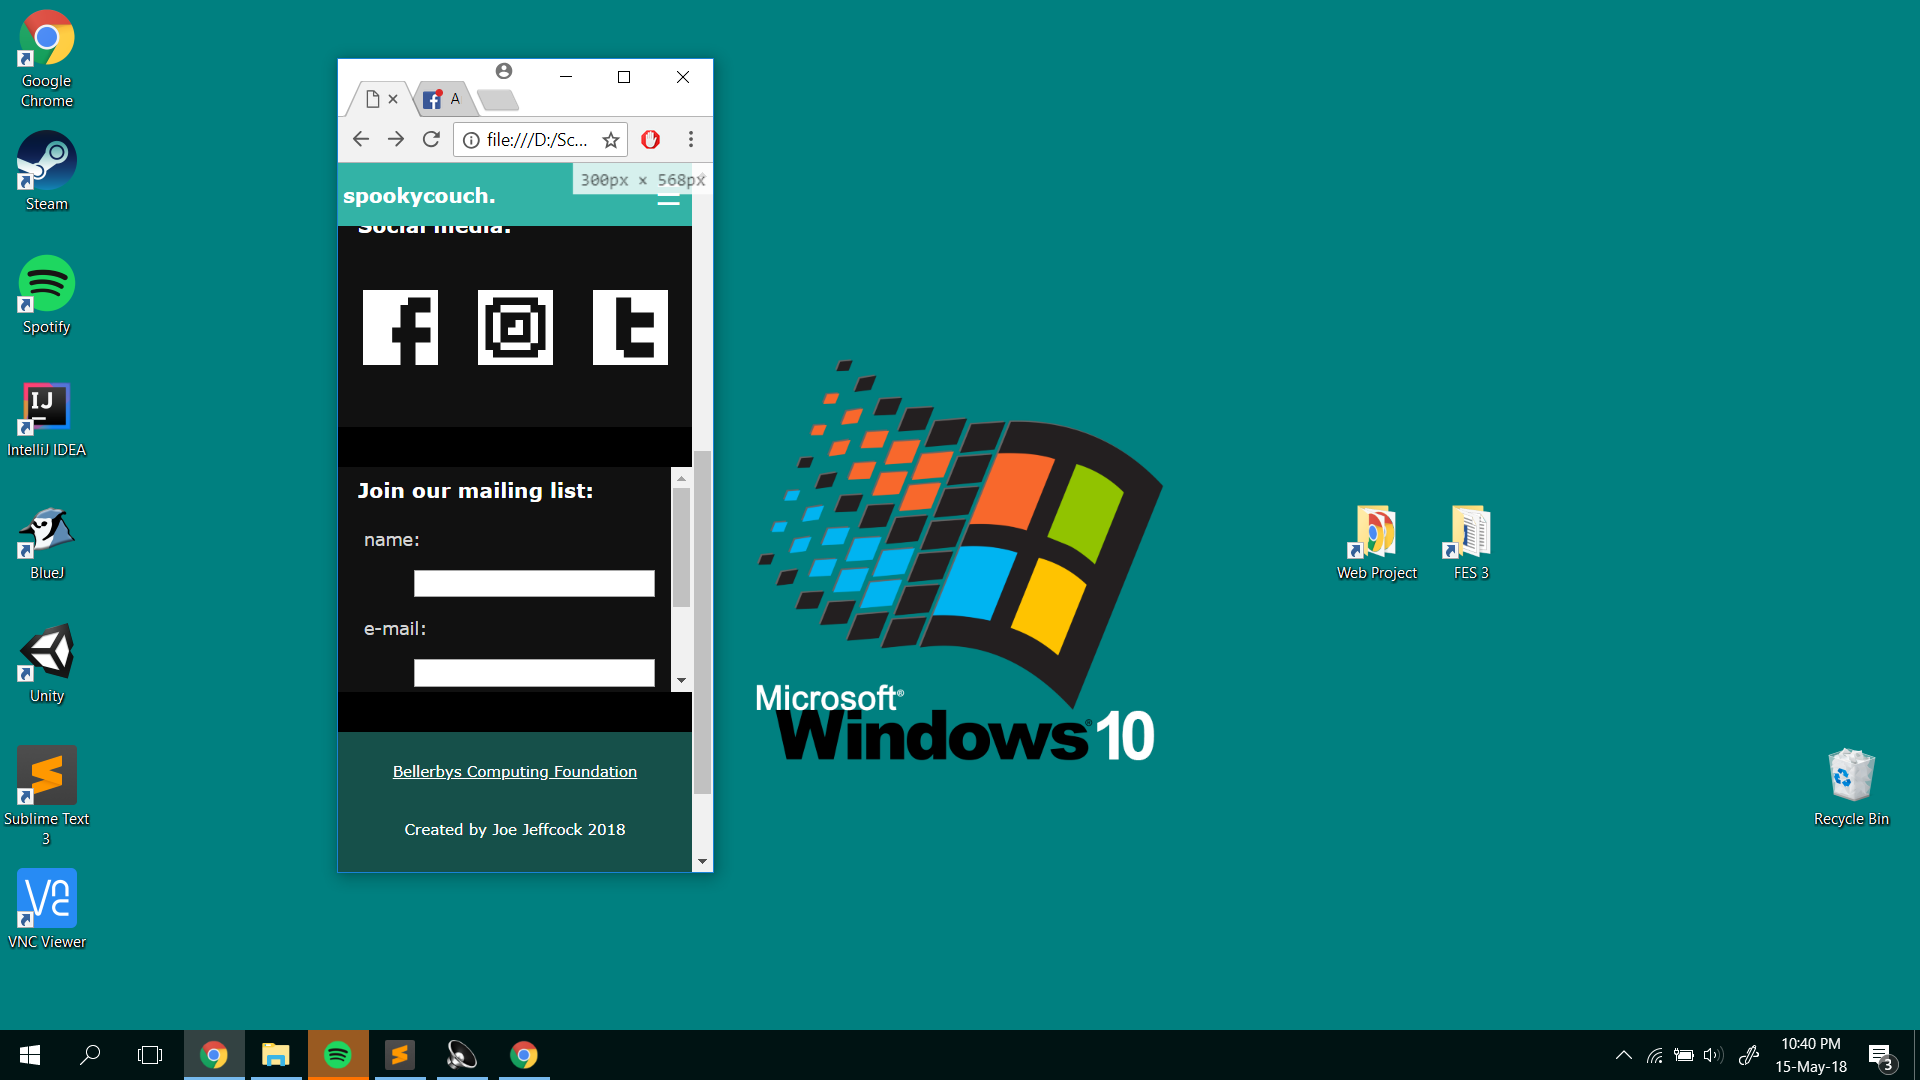 Google
Chrome
Steam
Spotify
IJ
IntelliJ IDEA
BlueJ
Unity
Sublime Text
3
VNC Viewer
A
file:///D:/Sc...
300px × 568px
spookycouch.
Social media:
Join our mailing list:
name:
e-mail:
Bellerbys Computing Foundation
Created by Joe Jeffcock 2018
Microsoft®
Windows® 10
Web Project
FES 3
Recycle Bin
10:40 PM
15-May-18
3